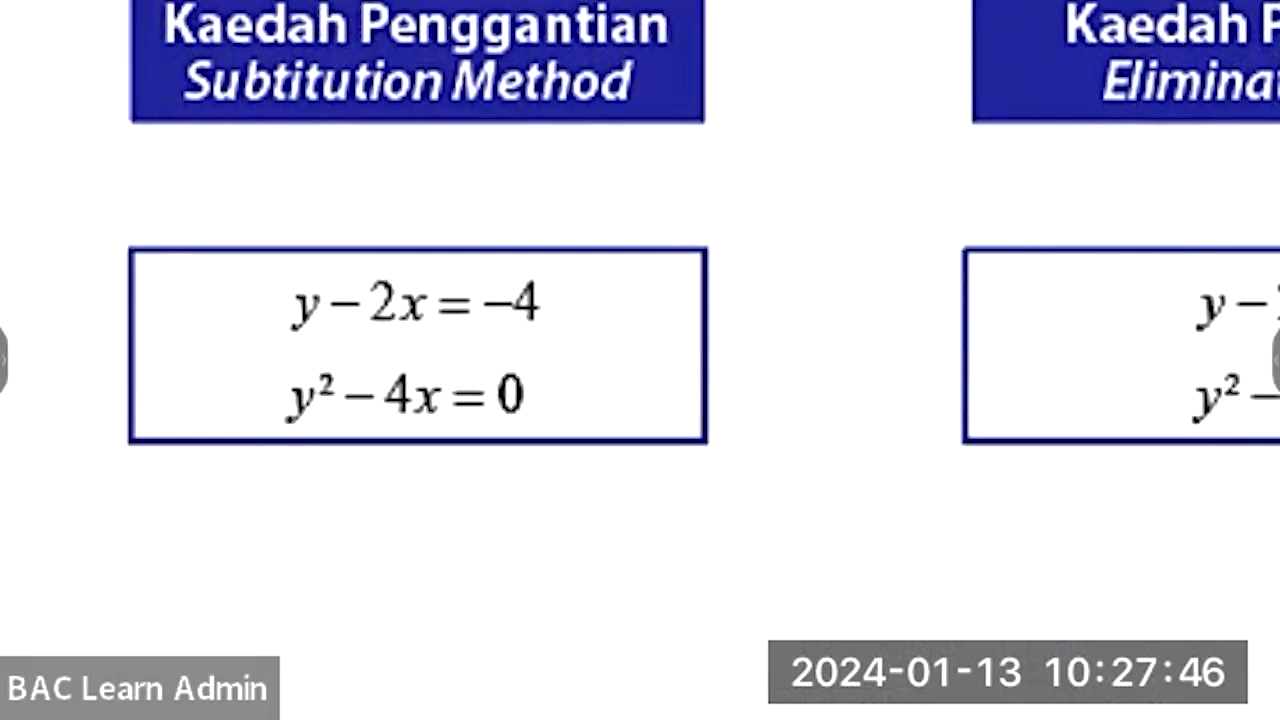 Kaedah Penggantian
Subtitution Method
y – 2x = –4
y² – 4x = 0
Kaedah
y –
y² –
BAC Learn Admin
2024-01-13 10:27:46